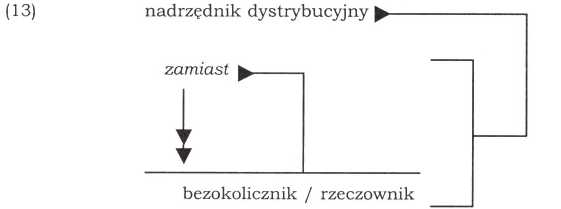 (13) nadrzędnik dystrybucyjny
zamiast
bezokolicznik / rzeczownik